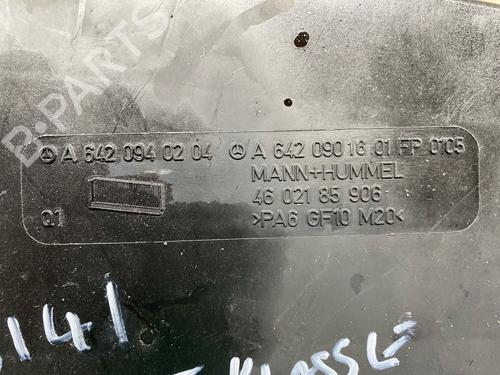 B-PARTS
A 642 094 02 04 A 642 090 16 01 FP 0105
MANN+HUMMEL
46 021 85 906
Q1 >PA6 GF10 M20<
141
KLASSE